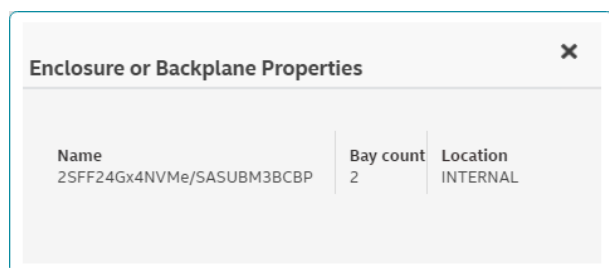 Enclosure or Backplane Properties
Name Bay count Location
2SFF24Gx4NVMe/SASUBM3BCBP 2 INTERNAL